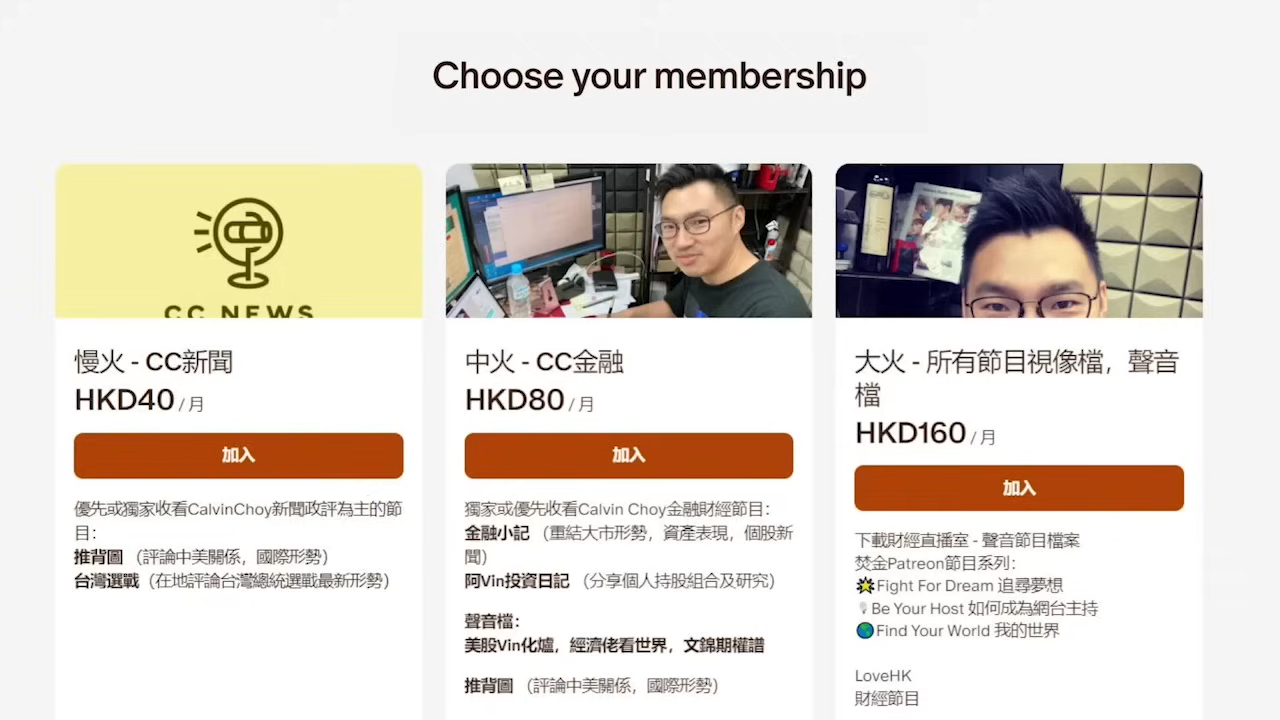 Choose your membership
CC NEWS
慢火 - CC新聞
HKD40 / 月
加入
優先或獨家收看CalvinChoy新聞政評為主的節
目：
推背圖 （評論中美關係，國際形勢）
台灣選戰（在地評論台灣總統選戰最新形勢）
中火 - CC金融
HKD80 / 月
加入
獨家或優先收看Calvin Choy金融財經節目：
金融小記 （重結大市形勢，資產表現，個股新
聞）
阿Vin投資日記 （分享個人持股組合及研究）
聲音檔：
美股Vin化爐，經濟佬看世界，文錦期權譜
推背圖 （評論中美關係，國際形勢）
大火 - 所有節目視像檔，聲音
檔
HKD160 / 月
加入
下載財經直播室 - 聲音節目檔案
焚金Patreon節目系列：
Fight For Dream 追尋夢想
Be Your Host 如何成為網台主持
Find Your World 我的世界
LoveHK
財經節目